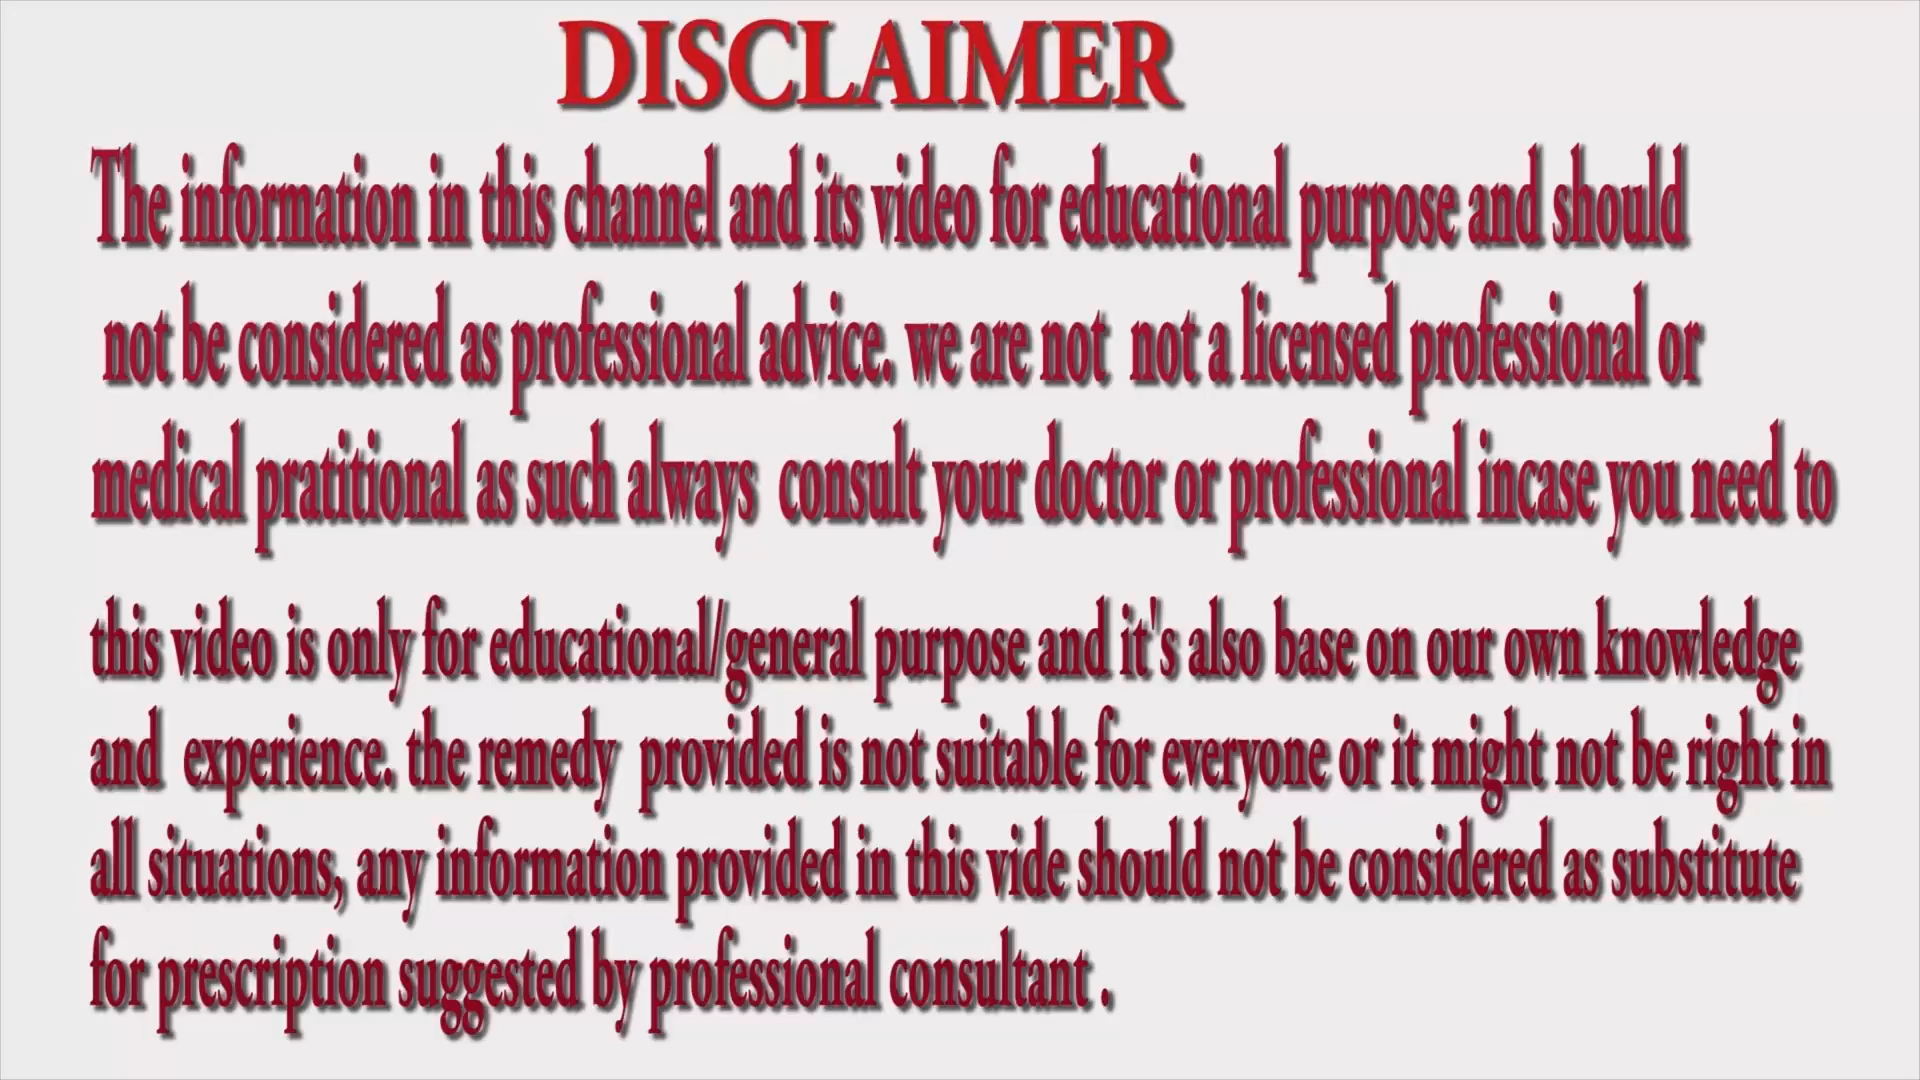 DISCLAIMER
The information in this channel and its video for educational purpose and should
not be considered as professional advice. we are not not a licensed professional or
medical pratitional as such always consult your doctor or professional incase you need to
this video is only for educational/general purpose and it's also base on our own knowledge
and experience. the remedy provided is not suitable for everyone or it might not be right in
all situations, any information provided in this vide should not be considered as substitute
for prescription suggested by professional consultant .